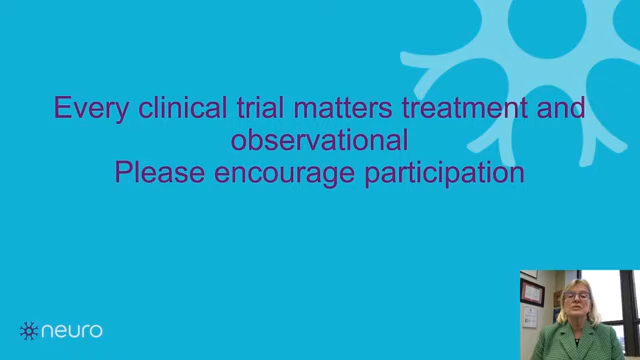 Every clinical trial matters treatment and
observational
Please encourage participation
neuro